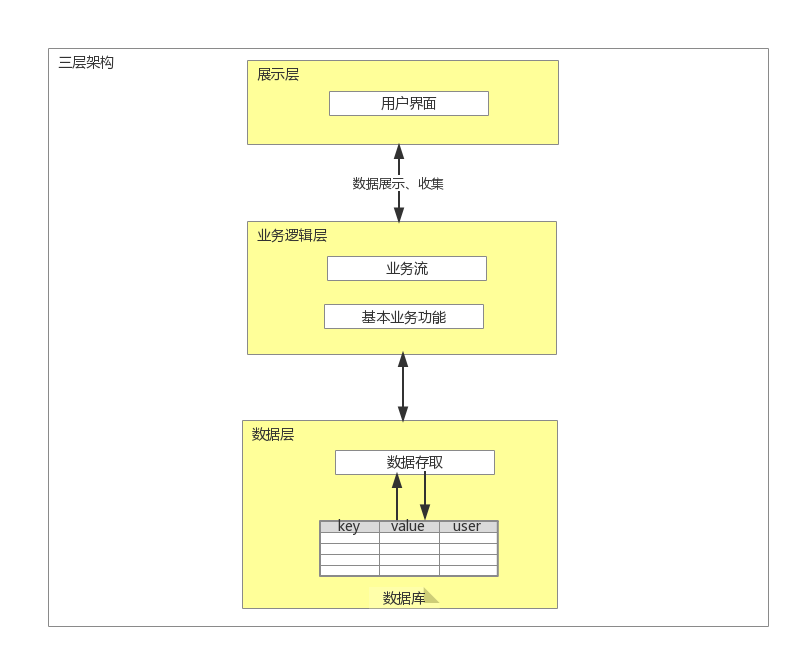 三层架构
展示层
用户界面
数据展示、收集
业务逻辑层
业务流
基本业务功能
数据层
数据存取
key value user
数据库